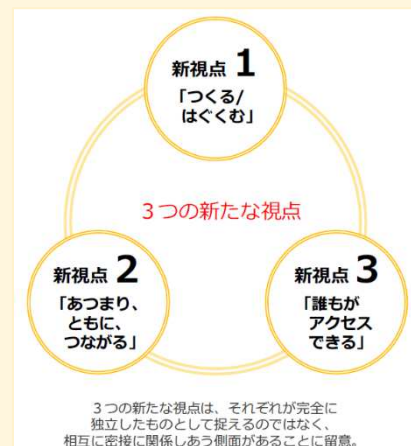 新視点 1
「つくる/
はぐくむ」
3つの新たな視点
新視点 2
「あつまり、
ともに、
つながる」
新視点 3
「誰もが
アクセス
できる」
3つの新たな視点は、それぞれが完全に
独立したものとして捉えるのではなく、
相互に密接に関係しあう側面があることに留意。